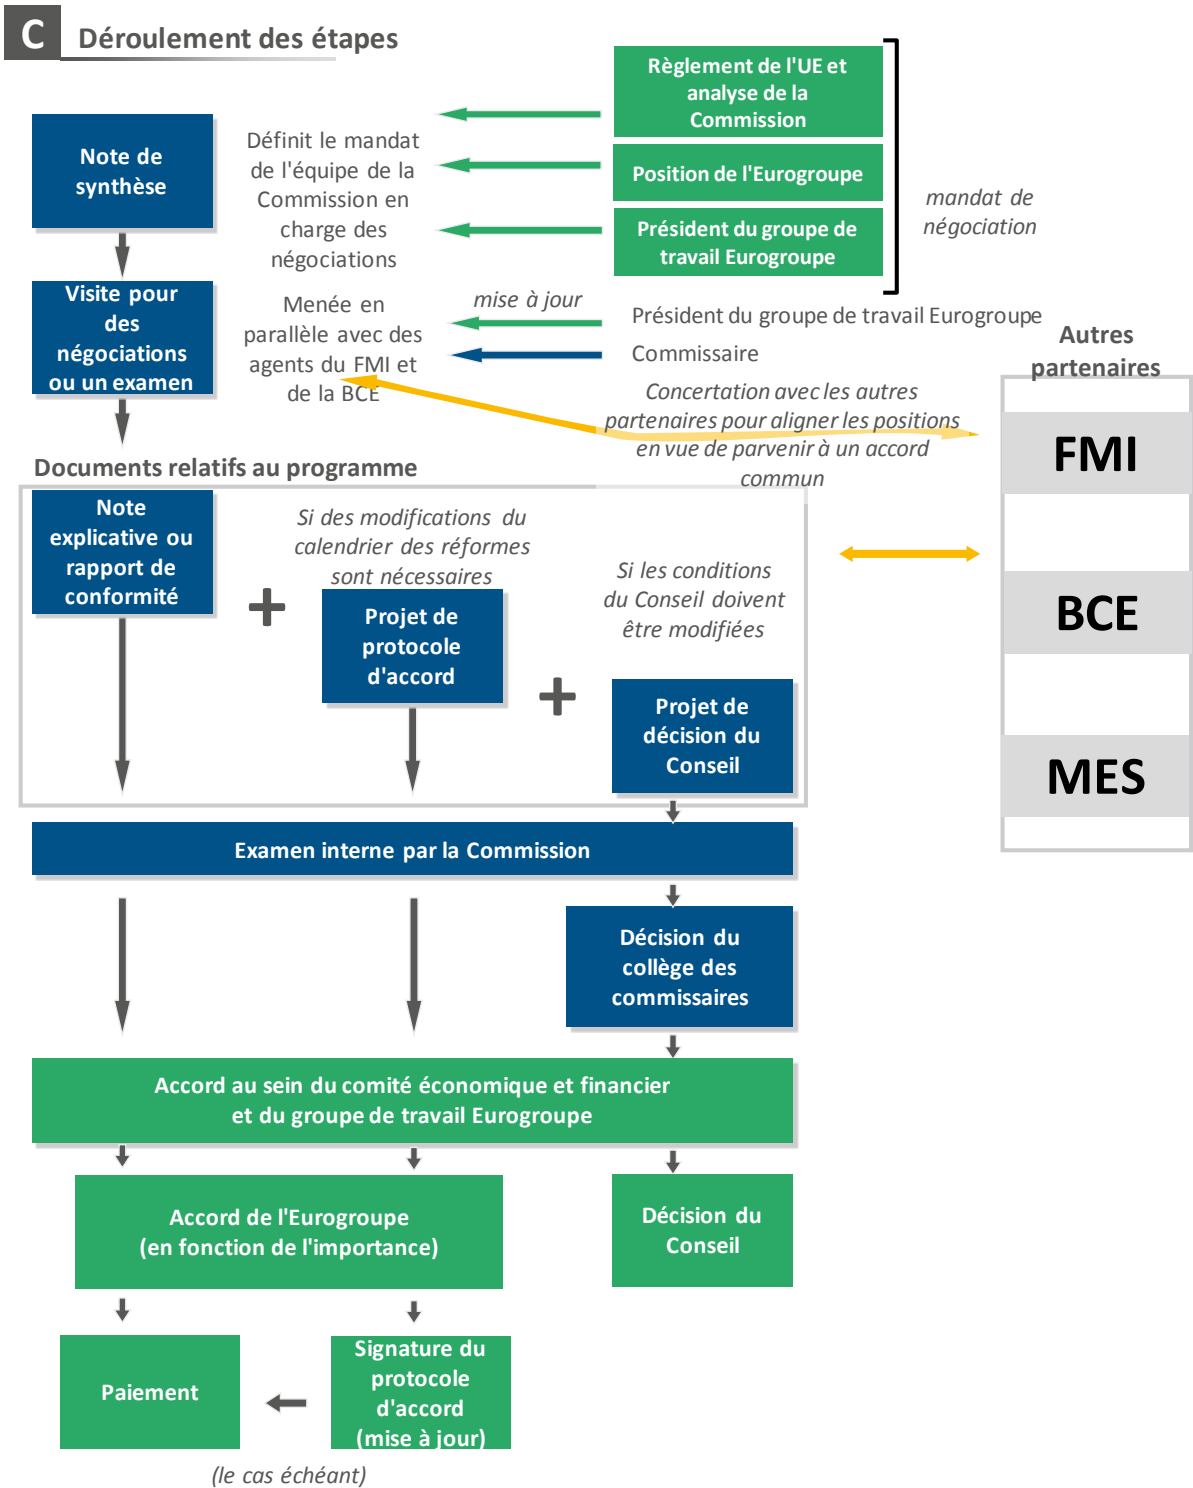 C Déroulement des étapes
Règlement de l'UE et
analyse de la
Commission
Position de l'Eurogroupe
Président du groupe de
travail Eurogroupe
mandat de
négociation
Note de
synthèse
Définit le mandat
de l'équipe de la
Commission en
charge des
négociations
Visite pour
des
négociations
ou un examen
Menée en
parallèle avec des
agents du FMI et
de la BCE
mise à jour
Président du groupe de travail Eurogroupe
Commissaire
Concertation avec les autres
partenaires pour aligner les positions
en vue de parvenir à un accord
commun
Autres
partenaires
FMI
BCE
MES
Documents relatifs au programme
Note
explicative ou
rapport de
conformité
Si des modifications du
calendrier des réformes
sont nécessaires
+
Projet de
protocole
d'accord
Si les conditions
du Conseil doivent
être modifiées
+
Projet de
décision du
Conseil
Examen interne par la Commission
Décision du
collège des
commissaires
Accord au sein du comité économique et financier
et du groupe de travail Eurogroupe
Accord de l'Eurogroupe
(en fonction de l'importance)
Décision du
Conseil
Paiement
Signature du
protocole
d'accord
(mise à jour)
(le cas échéant)